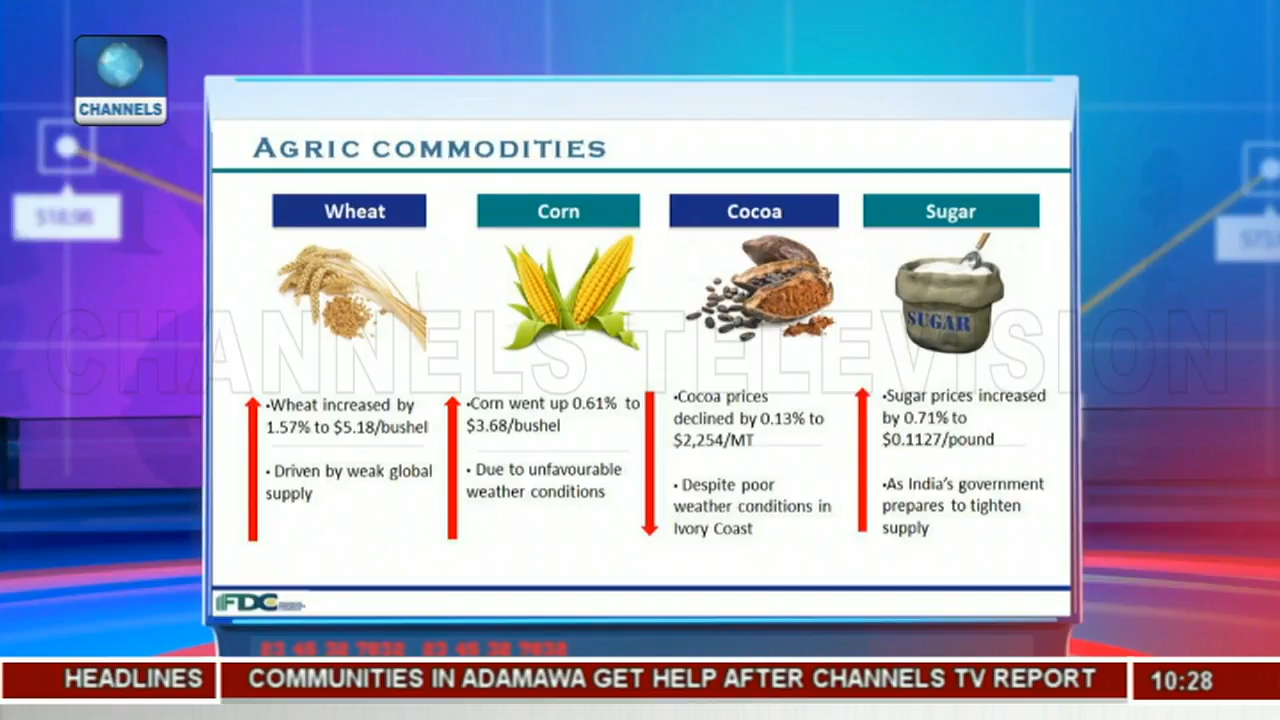 CHANNELS
AGRIC COMMODITIES
Wheat
Corn
Cocoa
Sugar
SUGAR
CHANNELS TELEVISION
•Wheat increased by
1.57% to $5.18/bushel
• Driven by weak global
supply
•Corn went up 0.61% to
$3.68/bushel
• Due to unfavourable
weather conditions
•Cocoa prices
declined by 0.13% to
$2,254/MT
• Despite poor
weather conditions in
Ivory Coast
•Sugar prices increased
by 0.71% to
$0.1127/pound
•As India's government
prepares to tighten
supply
FDC
HEADLINES
COMMUNITIES IN ADAMAWA GET HELP AFTER CHANNELS TV REPORT
10:28